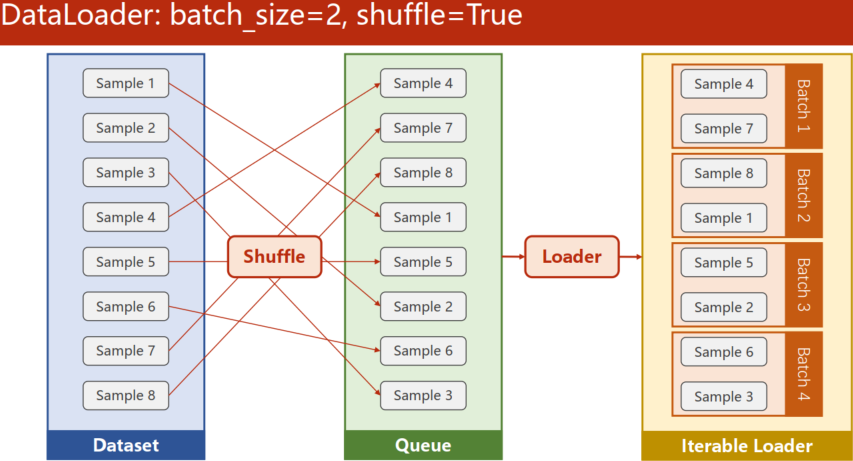 DataLoader: batch_size=2, shuffle=True
Sample 1
Sample 2
Sample 3
Sample 4
Sample 5
Sample 6
Sample 7
Sample 8
Dataset
Shuffle
Sample 4
Sample 7
Sample 8
Sample 1
Sample 5
Sample 2
Sample 6
Sample 3
Queue
Loader
Sample 4
Sample 7
Batch 1
Sample 8
Sample 1
Batch 2
Sample 5
Sample 2
Batch 3
Sample 6
Sample 3
Batch 4
Iterable Loader